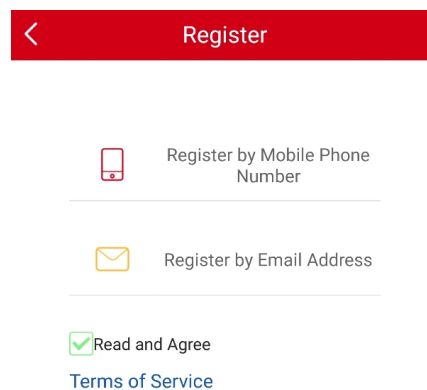 Register
Register by Mobile Phone
Number
Register by Email Address
Read and Agree
Terms of Service